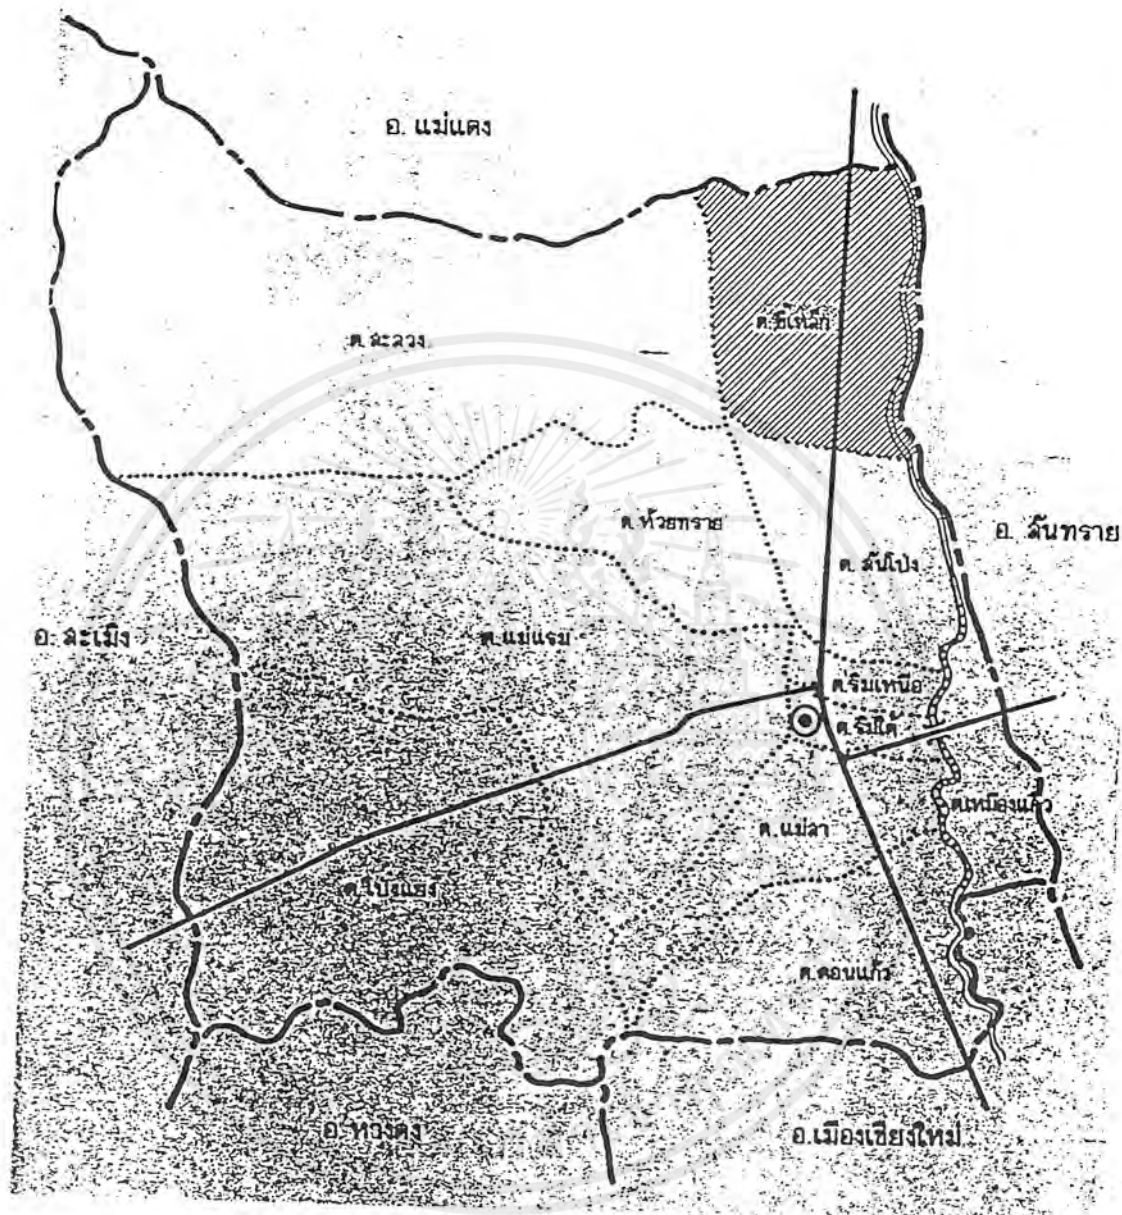 อ. แม่แตง
ต.ขี้เหล็ก
ต.สะลวง
ต.ห้วยทราย
อ. สันทราย
ต. สันโป่ง
อ. สะเมิง
ต.แม่แรม
ต.ริมเหนือ
ต.ริมใต้
ต.เหมืองแก้ว
ต.แม่สา
ต.โป่งแยง
ต.ดอนแก้ว
อ.หางดง
อ.เมืองเชียงใหม่